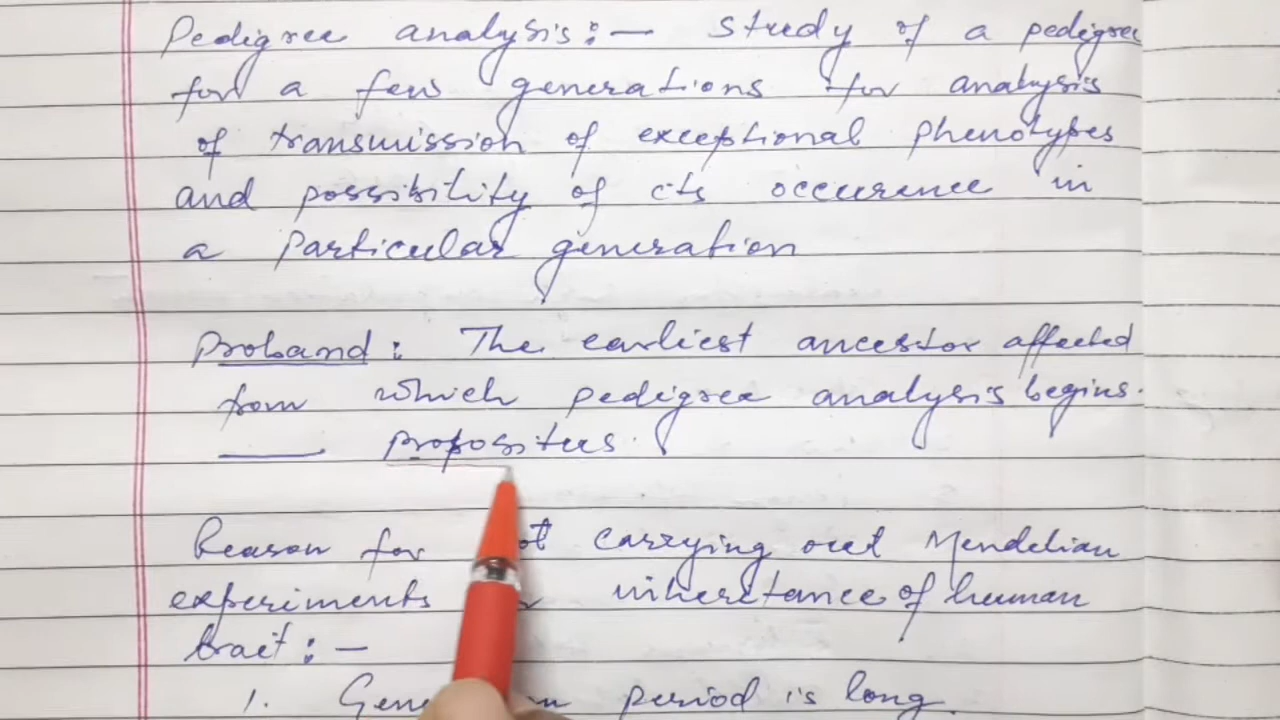 Pedigree analysis:- Study of a pedigree
for a few generations for analysis
of transmission of exceptional phenotypes
and possibility of its occurence in
a particular generation
Proband: The earliest ancestor affected
from which pedigree analysis begins.
propositus.
Reason for carrying out Mendelian
experiments inheritance of human
trait:-
1. period is long.